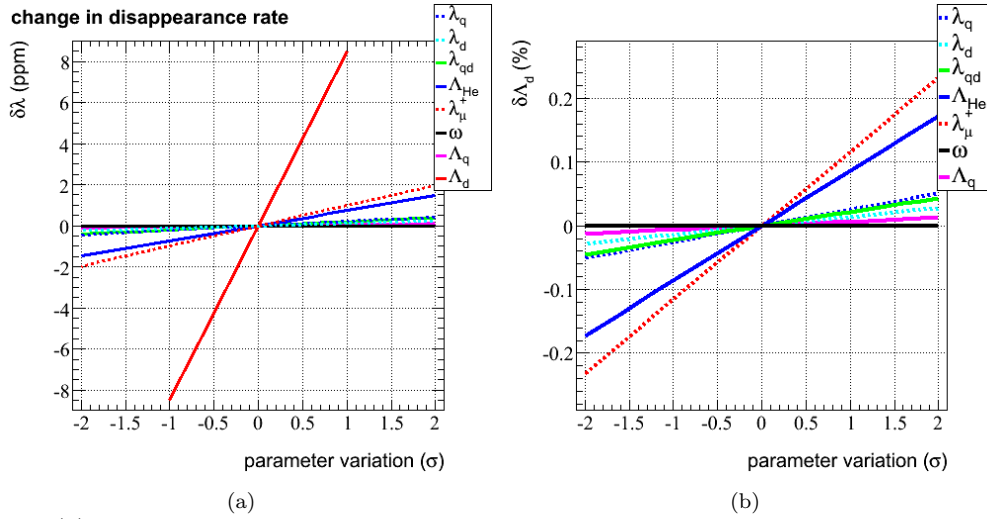 change in disappearance rate
δλ (ppm)
8
6
4
2
0
-2
-4
-6
-8
-2 -1.5 -1 -0.5 0 0.5 1 1.5 2
parameter variation (σ)
λq
λd
λqd
ΛHe
λμ+
ω
Λq
Λd
(a)
δΛd (%)
0.2
0.1
0
-0.1
-0.2
-2 -1.5 -1 -0.5 0 0.5 1 1.5 2
parameter variation (σ)
λq
λd
λqd
ΛHe
λμ+
ω
Λq
(b)